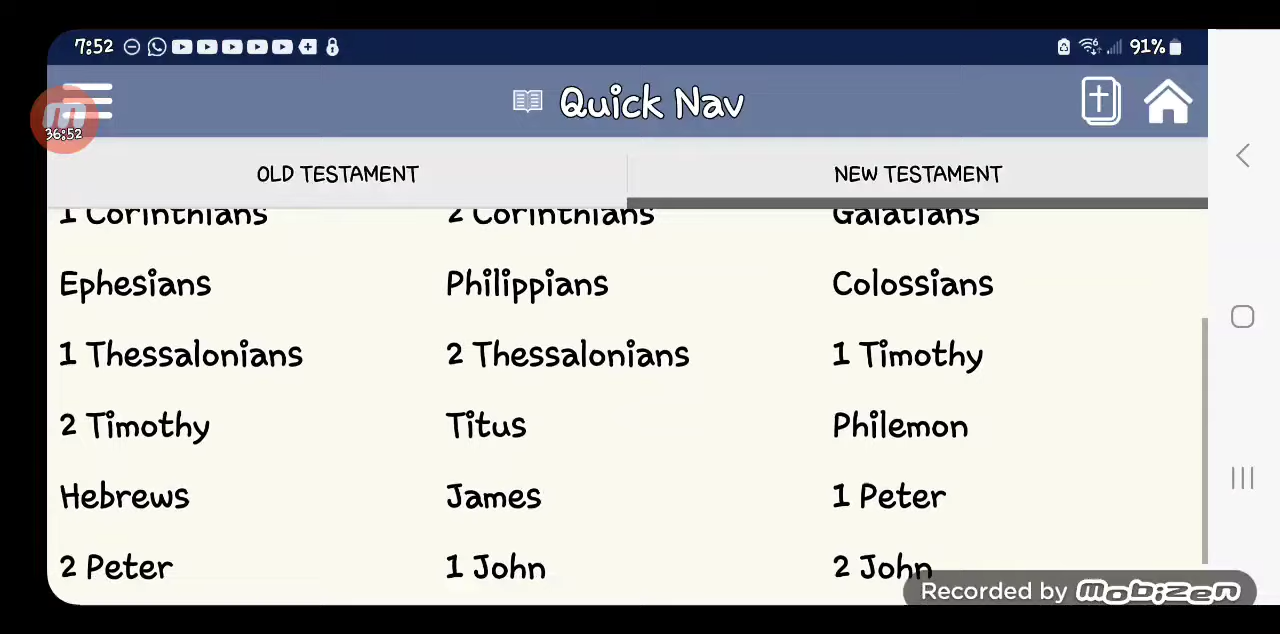 7:52 91%
Quick Nav
36:52
OLD TESTAMENT NEW TESTAMENT
1 Corinthians 2 Corinthians Galatians
Ephesians Philippians Colossians
1 Thessalonians 2 Thessalonians 1 Timothy
2 Timothy Titus Philemon
Hebrews James 1 Peter
2 Peter 1 John 2 John
Recorded by Mobizen